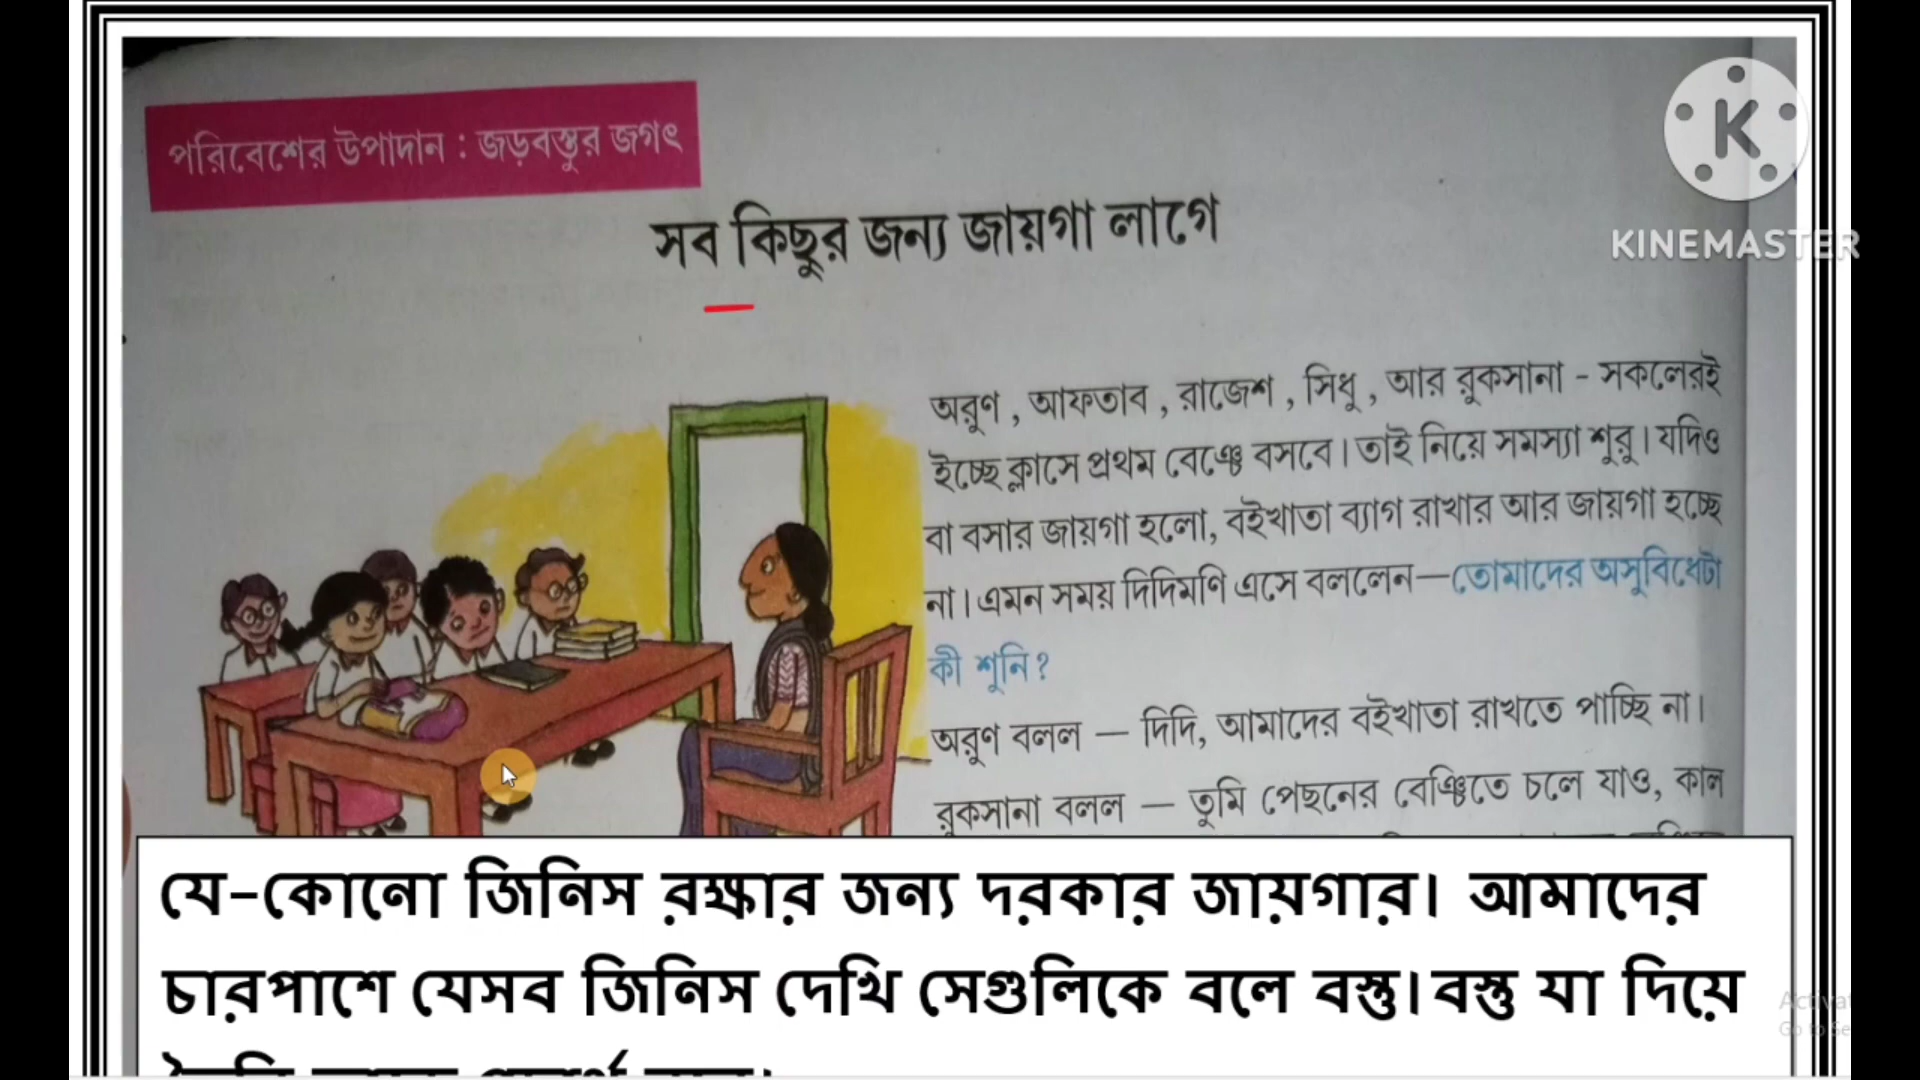 পরিবেশের উপাদান : জড়বস্তুর জগৎ
K
KINEMASTER
সব কিছুর জন্য জায়গা লাগে
অরুণ , আফতাব , রাজেশ , সিধু , আর রুকসানা - সকলেরই
ইচ্ছে ক্লাসে প্রথম বেঞ্চে বসবে। তাই নিয়ে সমস্যা শুরু। যদিও
বা বসার জায়গা হলো, বইখাতা ব্যাগ রাখার আর জায়গা হচ্ছে
না। এমন সময় দিদিমণি এসে বললেন—তোমাদের অসুবিধেটা
কী শুনি?
অরুণ বলল — দিদি, আমাদের বইখাতা রাখতে পাচ্ছি না।
রুকসানা বলল — তুমি পেছনের বেঞ্চিতে চলে যাও, কাল
যে-কোনো জিনিস রক্ষার জন্য দরকার জায়গার। আমাদের
চারপাশে যেসব জিনিস দেখি সেগুলিকে বলে বস্তু। বস্তু যা দিয়ে